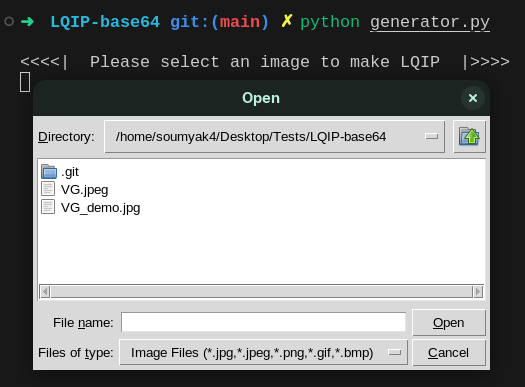 ➜ LQIP-base64 git:(main) ✗ python generator.py
<<<<| Please select an image to make LQIP |>>>>
Open
Directory: /home/soumyak4/Desktop/Tests/LQIP-base64
.git
VG.jpeg
VG_demo.jpg
File name: Open
Files of type: Image Files (*.jpg,*.jpeg,*.png,*.gif,*.bmp) Cancel